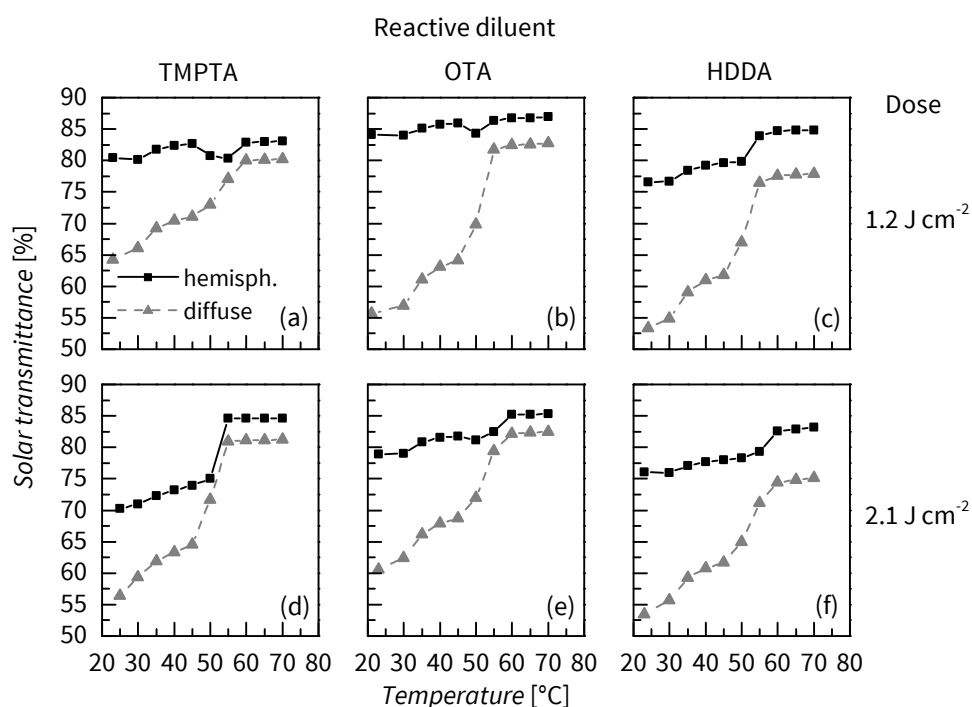 Reactive diluent
TMPTA OTA HDDA
Dose
Solar transmittance [%]
90
85
80
75
70
65
60
55
50
hemisph.
diffuse
(a) (b) (c)
1.2 J cm⁻²
90
85
80
75
70
65
60
55
50
(d) (e) (f)
2.1 J cm⁻²
20 30 40 50 60 70 80 20 30 40 50 60 70 80 20 30 40 50 60 70 80
Temperature [°C]